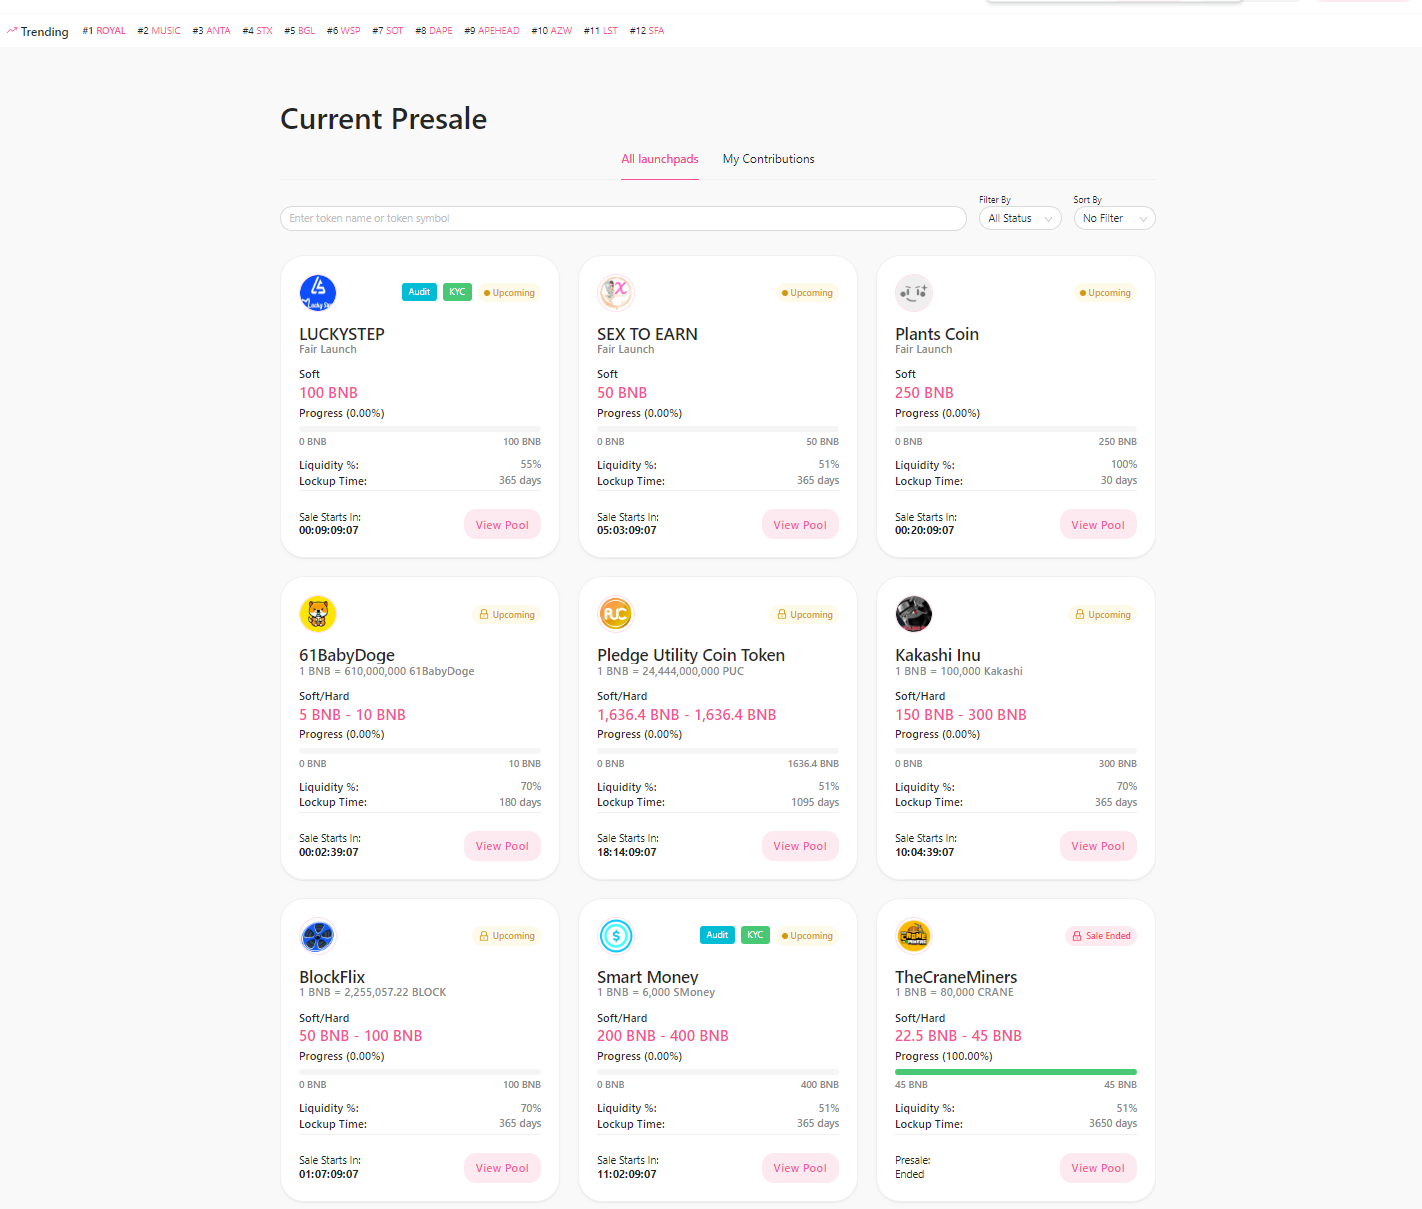 Trending #1 ROYAL #2 MUSIC #3 ANTA #4 STX #5 BGL #6 WSP #7 SOT #8 DAPE #9 APEHEAD #10 AZW #11 LST #12 SFA
Current Presale
All launchpads My Contributions
Filter By Sort By
Enter token name or token symbol All Status No Filter
Audit KYC Upcoming
LUCKYSTEP
Fair Launch
Soft
100 BNB
Progress (0.00%)
0 BNB 100 BNB
Liquidity %: 55%
Lockup Time: 365 days
Sale Starts In:
00:09:09:07
View Pool
Upcoming
SEX TO EARN
Fair Launch
Soft
50 BNB
Progress (0.00%)
0 BNB 50 BNB
Liquidity %: 51%
Lockup Time: 365 days
Sale Starts In:
05:03:09:07
View Pool
Upcoming
Plants Coin
Fair Launch
Soft
250 BNB
Progress (0.00%)
0 BNB 250 BNB
Liquidity %: 100%
Lockup Time: 30 days
Sale Starts In:
00:20:09:07
View Pool
Upcoming
61BabyDoge
1 BNB = 610,000,000 61BabyDoge
Soft/Hard
5 BNB - 10 BNB
Progress (0.00%)
0 BNB 10 BNB
Liquidity %: 70%
Lockup Time: 180 days
Sale Starts In:
00:02:39:07
View Pool
PUC
Upcoming
Pledge Utility Coin Token
1 BNB = 24,444,000,000 PUC
Soft/Hard
1,636.4 BNB - 1,636.4 BNB
Progress (0.00%)
0 BNB 1636.4 BNB
Liquidity %: 51%
Lockup Time: 1095 days
Sale Starts In:
18:14:09:07
View Pool
Upcoming
Kakashi Inu
1 BNB = 100,000 Kakashi
Soft/Hard
150 BNB - 300 BNB
Progress (0.00%)
0 BNB 300 BNB
Liquidity %: 70%
Lockup Time: 365 days
Sale Starts In:
10:04:39:07
View Pool
Upcoming
BlockFlix
1 BNB = 2,255,057.22 BLOCK
Soft/Hard
50 BNB - 100 BNB
Progress (0.00%)
0 BNB 100 BNB
Liquidity %: 70%
Lockup Time: 365 days
Sale Starts In:
01:07:09:07
View Pool
Audit KYC Upcoming
Smart Money
1 BNB = 6,000 SMoney
Soft/Hard
200 BNB - 400 BNB
Progress (0.00%)
0 BNB 400 BNB
Liquidity %: 51%
Lockup Time: 365 days
Sale Starts In:
11:02:09:07
View Pool
Sale Ended
TheCraneMiners
1 BNB = 80,000 CRANE
Soft/Hard
22.5 BNB - 45 BNB
Progress (100.00%)
45 BNB 45 BNB
Liquidity %: 51%
Lockup Time: 3650 days
Presale:
Ended
View Pool